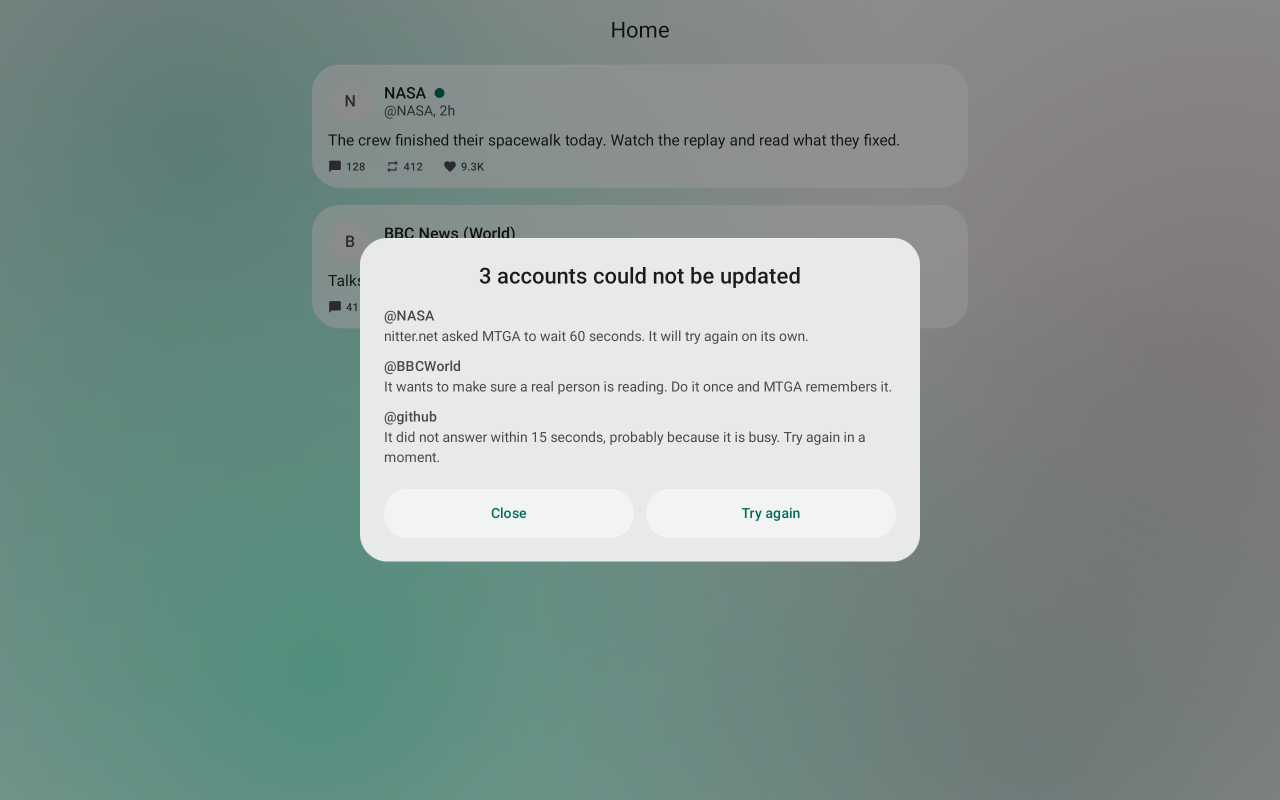 Home
N
NASA
@NASA, 2h
The crew finished their spacewalk today. Watch the replay and read what they fixed.
128 412 9.3K
B
BBC News (World)
Talks
41
3 accounts could not be updated
@NASA
nitter.net asked MTGA to wait 60 seconds. It will try again on its own.
@BBCWorld
It wants to make sure a real person is reading. Do it once and MTGA remembers it.
@github
It did not answer within 15 seconds, probably because it is busy. Try again in a
moment.
Close Try again